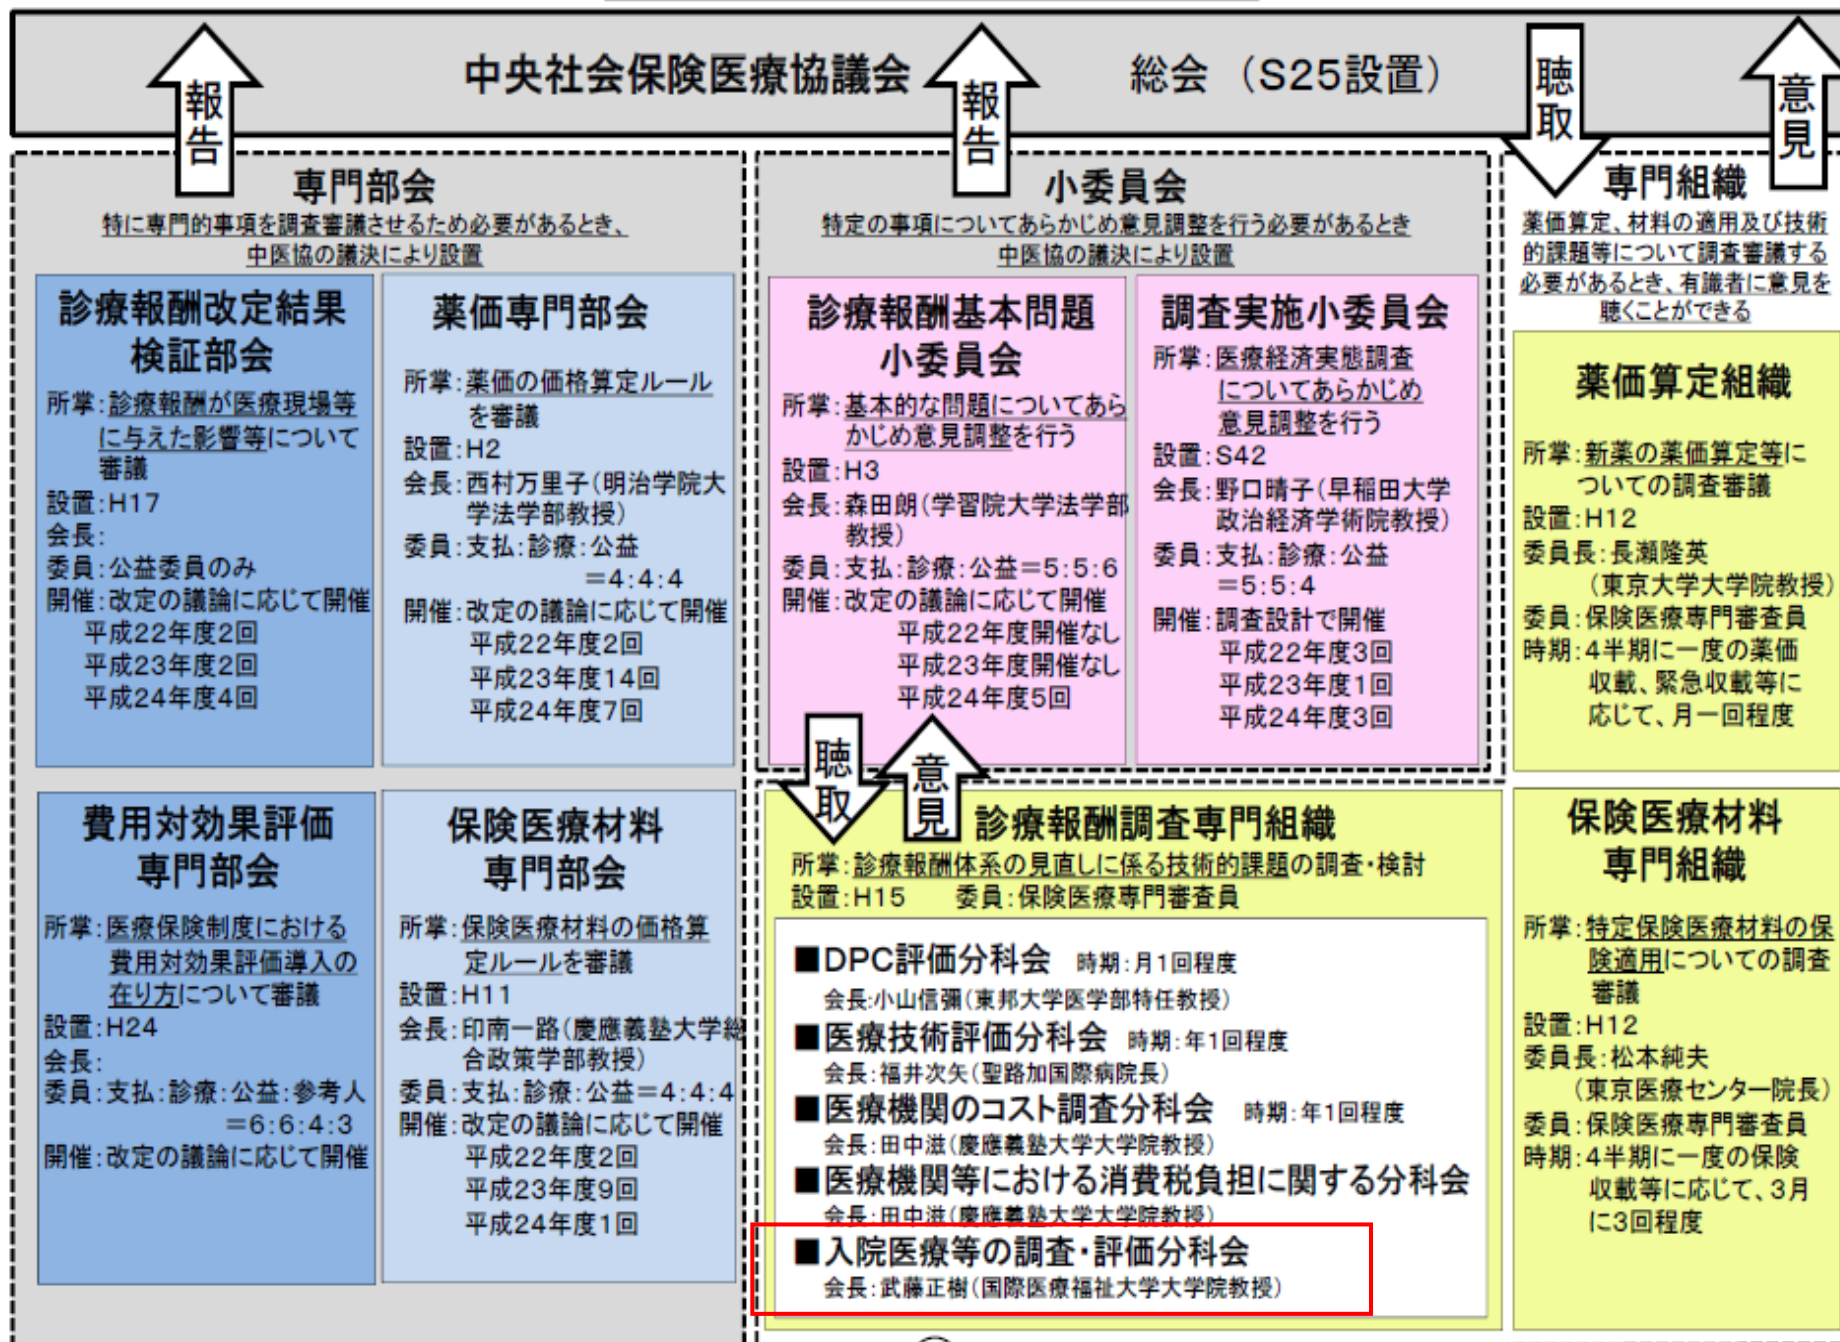 中央社会保険医療協議会 総会 （S25設置）
報告
報告
聴取
意見
専門部会
特に専門的事項を調査審議させるため必要があるとき、
中医協の議決により設置
診療報酬改定結果
検証部会
所掌:診療報酬が医療現場等
に与えた影響等について
審議
設置:H17
会長:
委員:公益委員のみ
開催:改定の議論に応じて開催
平成22年度2回
平成23年度2回
平成24年度4回
薬価専門部会
所掌:薬価の価格算定ルール
を審議
設置:H2
会長:西村万里子(明治学院大
学法学部教授)
委員:支払:診療:公益
=4:4:4
開催:改定の議論に応じて開催
平成22年度2回
平成23年度14回
平成24年度7回
費用対効果評価
専門部会
所掌:医療保険制度における
費用対効果評価導入の
在り方について審議
設置:H24
会長:
委員:支払:診療:公益:参考人
=6:6:4:3
開催:改定の議論に応じて開催
保険医療材料
専門部会
所掌:保険医療材料の価格算
定ルールを審議
設置:H11
会長:印南一路(慶應義塾大学総
合政策学部教授)
委員:支払:診療:公益=4:4:4
開催:改定の議論に応じて開催
平成22年度2回
平成23年度9回
平成24年度1回
小委員会
特定の事項についてあらかじめ意見調整を行う必要があるとき
中医協の議決により設置
診療報酬基本問題
小委員会
所掌:基本的な問題についてあら
かじめ意見調整を行う
設置:H3
会長:森田朗(学習院大学法学部
教授)
委員:支払:診療:公益=5:5:6
開催:改定の議論に応じて開催
平成22年度開催なし
平成23年度開催なし
平成24年度5回
調査実施小委員会
所掌:医療経済実態調査
についてあらかじめ
意見調整を行う
設置:S42
会長:野口晴子(早稲田大学
政治経済学術院教授)
委員:支払:診療:公益
=5:5:4
開催:調査設計で開催
平成22年度3回
平成23年度1回
平成24年度3回
聴取
意見
診療報酬調査専門組織
所掌:診療報酬体系の見直しに係る技術的課題の調査・検討
設置:H15 委員:保険医療専門審査員
■DPC評価分科会 時期:月1回程度
会長:小山信彌(東邦大学医学部特任教授)
■医療技術評価分科会 時期:年1回程度
会長:福井次矢(聖路加国際病院長)
■医療機関のコスト調査分科会 時期:年1回程度
会長:田中滋(慶應義塾大学大学院教授)
■医療機関等における消費税負担に関する分科会
会長:田中滋(慶應義塾大学大学院教授)
■入院医療等の調査・評価分科会
会長:武藤正樹(国際医療福祉大学大学院教授)
専門組織
薬価算定、材料の適用及び技術
的課題等について調査審議する
必要があるとき、有識者に意見を
聴くことができる
薬価算定組織
所掌:新薬の薬価算定等に
ついての調査審議
設置:H12
委員長:長瀬隆英
(東京大学大学院教授)
委員:保険医療専門審査員
時期:4半期に一度の薬価
収載、緊急収載等に
応じて、月一回程度
保険医療材料
専門組織
所掌:特定保険医療材料の保
険適用についての調査
審議
設置:H12
委員長:松本純夫
(東京医療センター院長)
委員:保険医療専門審査員
時期:4半期に一度の保険
収載等に応じて、3月
に3回程度